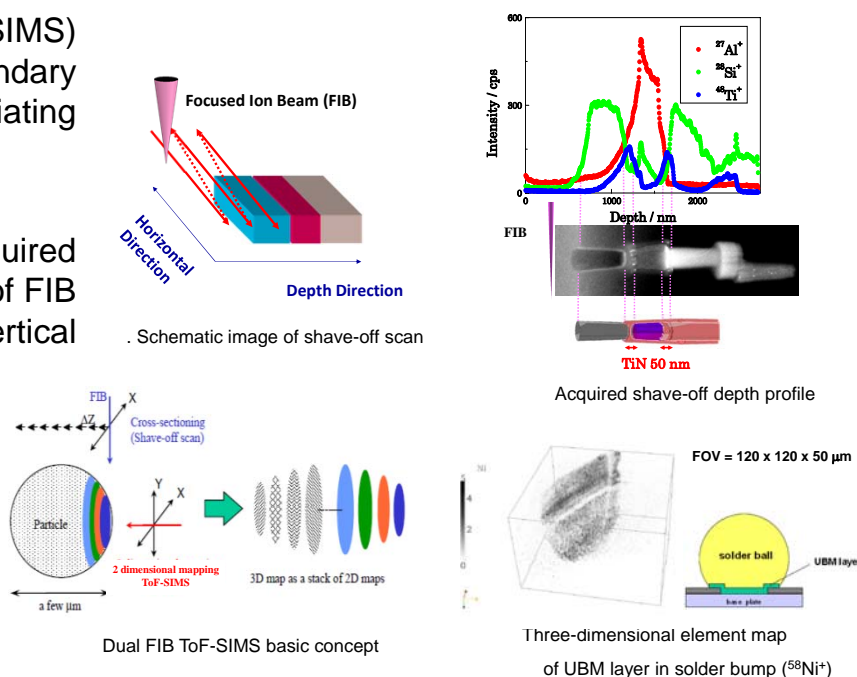 SIMS)
ndary
iating
uired
of FIB
ertical
Focused Ion Beam (FIB)
Horizontal
Direction
Depth Direction
. Schematic image of shave-off scan
600
300
0
Intensity / cps
27Al+
28Si+
48Ti+
0
1000
2000
Depth / nm
FIB
TiN 50 nm
Acquired shave-off depth profile
FIB
X
ΔZ
Cross-sectioning
(Shave-off scan)
Y
X
Particle
2 dimensional mapping
ToF-SIMS
a few μm
3D map as a stack of 2D maps
Dual FIB ToF-SIMS basic concept
4
2
0
FOV = 120 x 120 x 50 μm
solder ball
UBM laye
base plate
Three-dimensional element map
of UBM layer in solder bump (58Ni+)